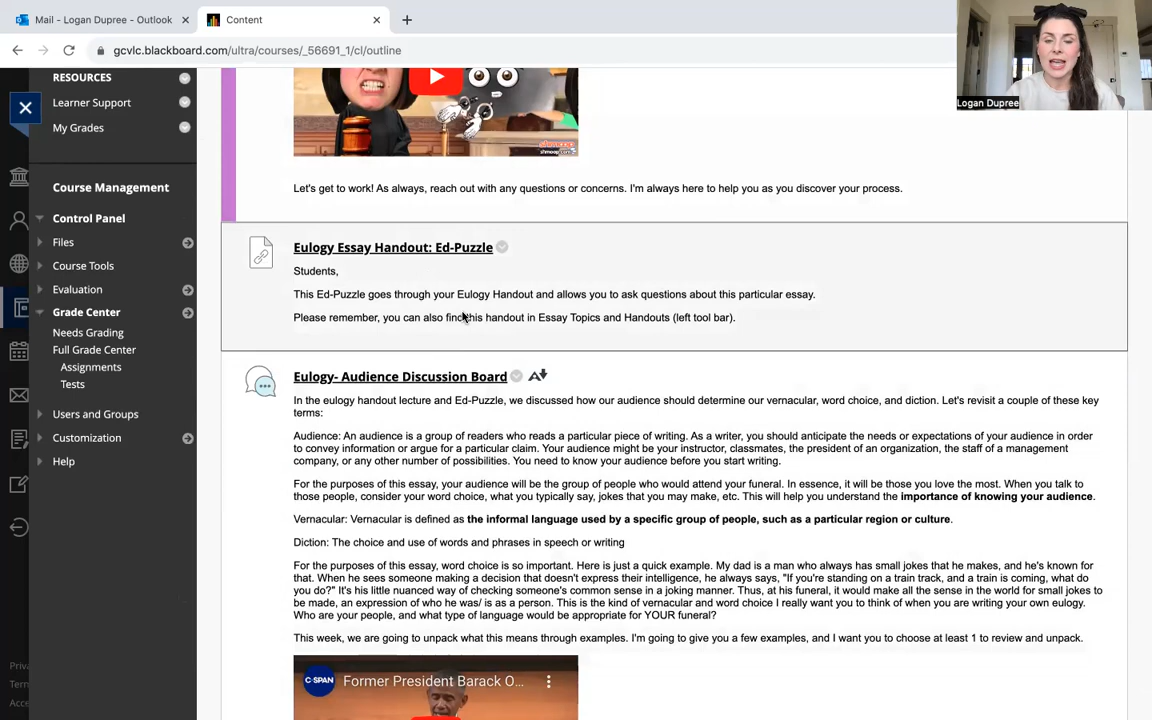 Mail - Logan Dupree - Outlook
Content
gcvlc.blackboard.com/ultra/courses/_56691_1/cl/outline
Logan Dupree
RESOURCES
Learner Support
My Grades
Course Management
Control Panel
Files
Course Tools
Evaluation
Grade Center
Needs Grading
Full Grade Center
Assignments
Tests
Users and Groups
Customization
Help
Priva
Term
Acce
shmoop
Let's get to work! As always, reach out with any questions or concerns. I'm always here to help you as you discover your process.
Eulogy Essay Handout: Ed-Puzzle
Students,
This Ed-Puzzle goes through your Eulogy Handout and allows you to ask questions about this particular essay.
Please remember, you can also find this handout in Essay Topics and Handouts (left tool bar).
Eulogy- Audience Discussion Board
In the eulogy handout lecture and Ed-Puzzle, we discussed how our audience should determine our vernacular, word choice, and diction. Let's revisit a couple of these key
terms:
Audience: An audience is a group of readers who reads a particular piece of writing. As a writer, you should anticipate the needs or expectations of your audience in order
to convey information or argue for a particular claim. Your audience might be your instructor, classmates, the president of an organization, the staff of a management
company, or any other number of possibilities. You need to know your audience before you start writing.
For the purposes of this essay, your audience will be the group of people who would attend your funeral. In essence, it will be those you love the most. When you talk to
those people, consider your word choice, what you typically say, jokes that you may make, etc. This will help you understand the importance of knowing your audience.
Vernacular: Vernacular is defined as the informal language used by a specific group of people, such as a particular region or culture.
Diction: The choice and use of words and phrases in speech or writing
For the purposes of this essay, word choice is so important. Here is just a quick example. My dad is a man who always has small jokes that he makes, and he's known for
that. When he sees someone making a decision that doesn't express their intelligence, he always says, "If you're standing on a train track, and a train is coming, what do
you do?" It's his little nuanced way of checking someone's common sense in a joking manner. Thus, at his funeral, it would make all the sense in the world for small jokes to
be made, an expression of who he was/ is as a person. This is the kind of vernacular and word choice I really want you to think of when you are writing your own eulogy.
Who are your people, and what type of language would be appropriate for YOUR funeral?
This week, we are going to unpack what this means through examples. I'm going to give you a few examples, and I want you to choose at least 1 to review and unpack.
C-SPAN
Former President Barack O...